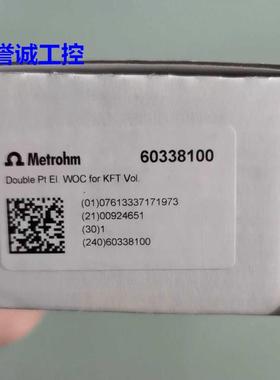 誉诚工控
Metrohm 60338100
Double Pt El. WOC for KFT Vol.
(01)07613337171973
(21)00924651
(30)1
(240)60338100